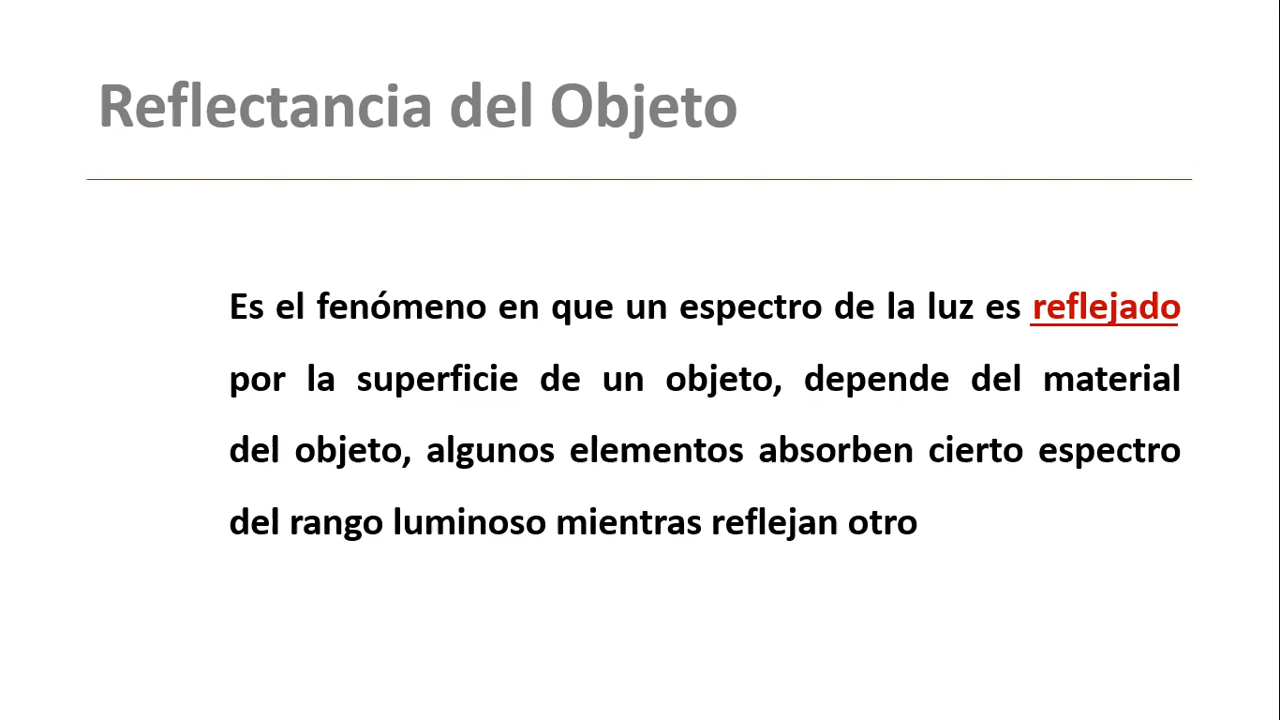 Reflectancia del Objeto
Es el fenómeno en que un espectro de la luz es reflejado
por la superficie de un objeto, depende del material
del objeto, algunos elementos absorben cierto espectro
del rango luminoso mientras reflejan otro